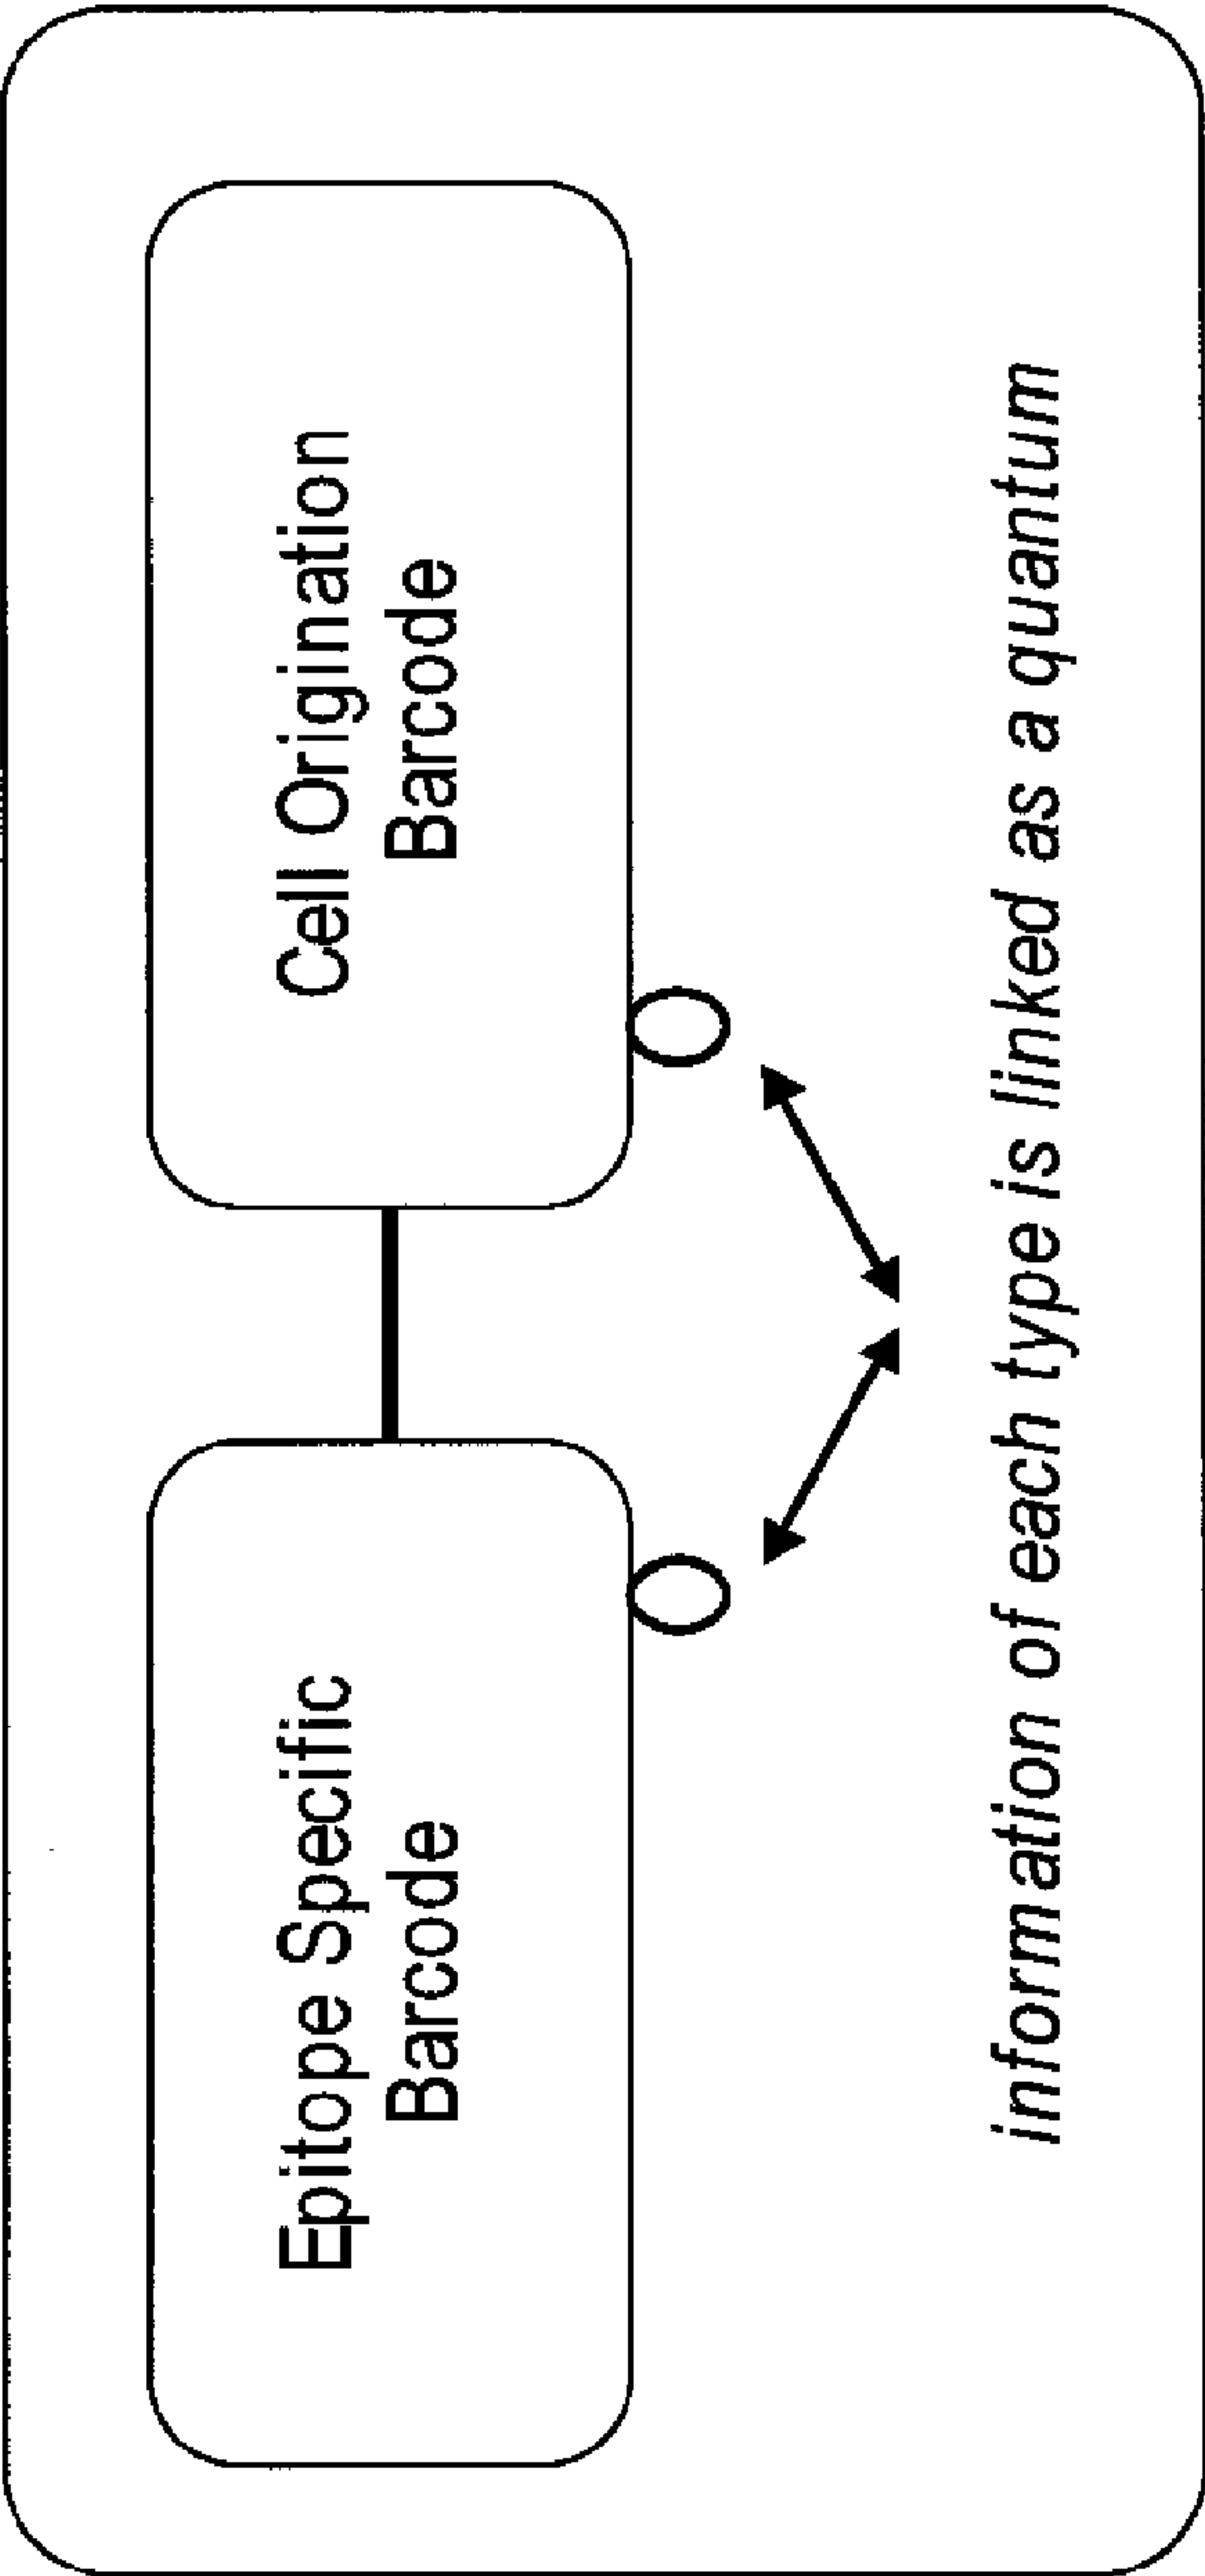 Epitope Specific
Barcode
Cell Origination
Barcode
information of each type is linked as a quantum